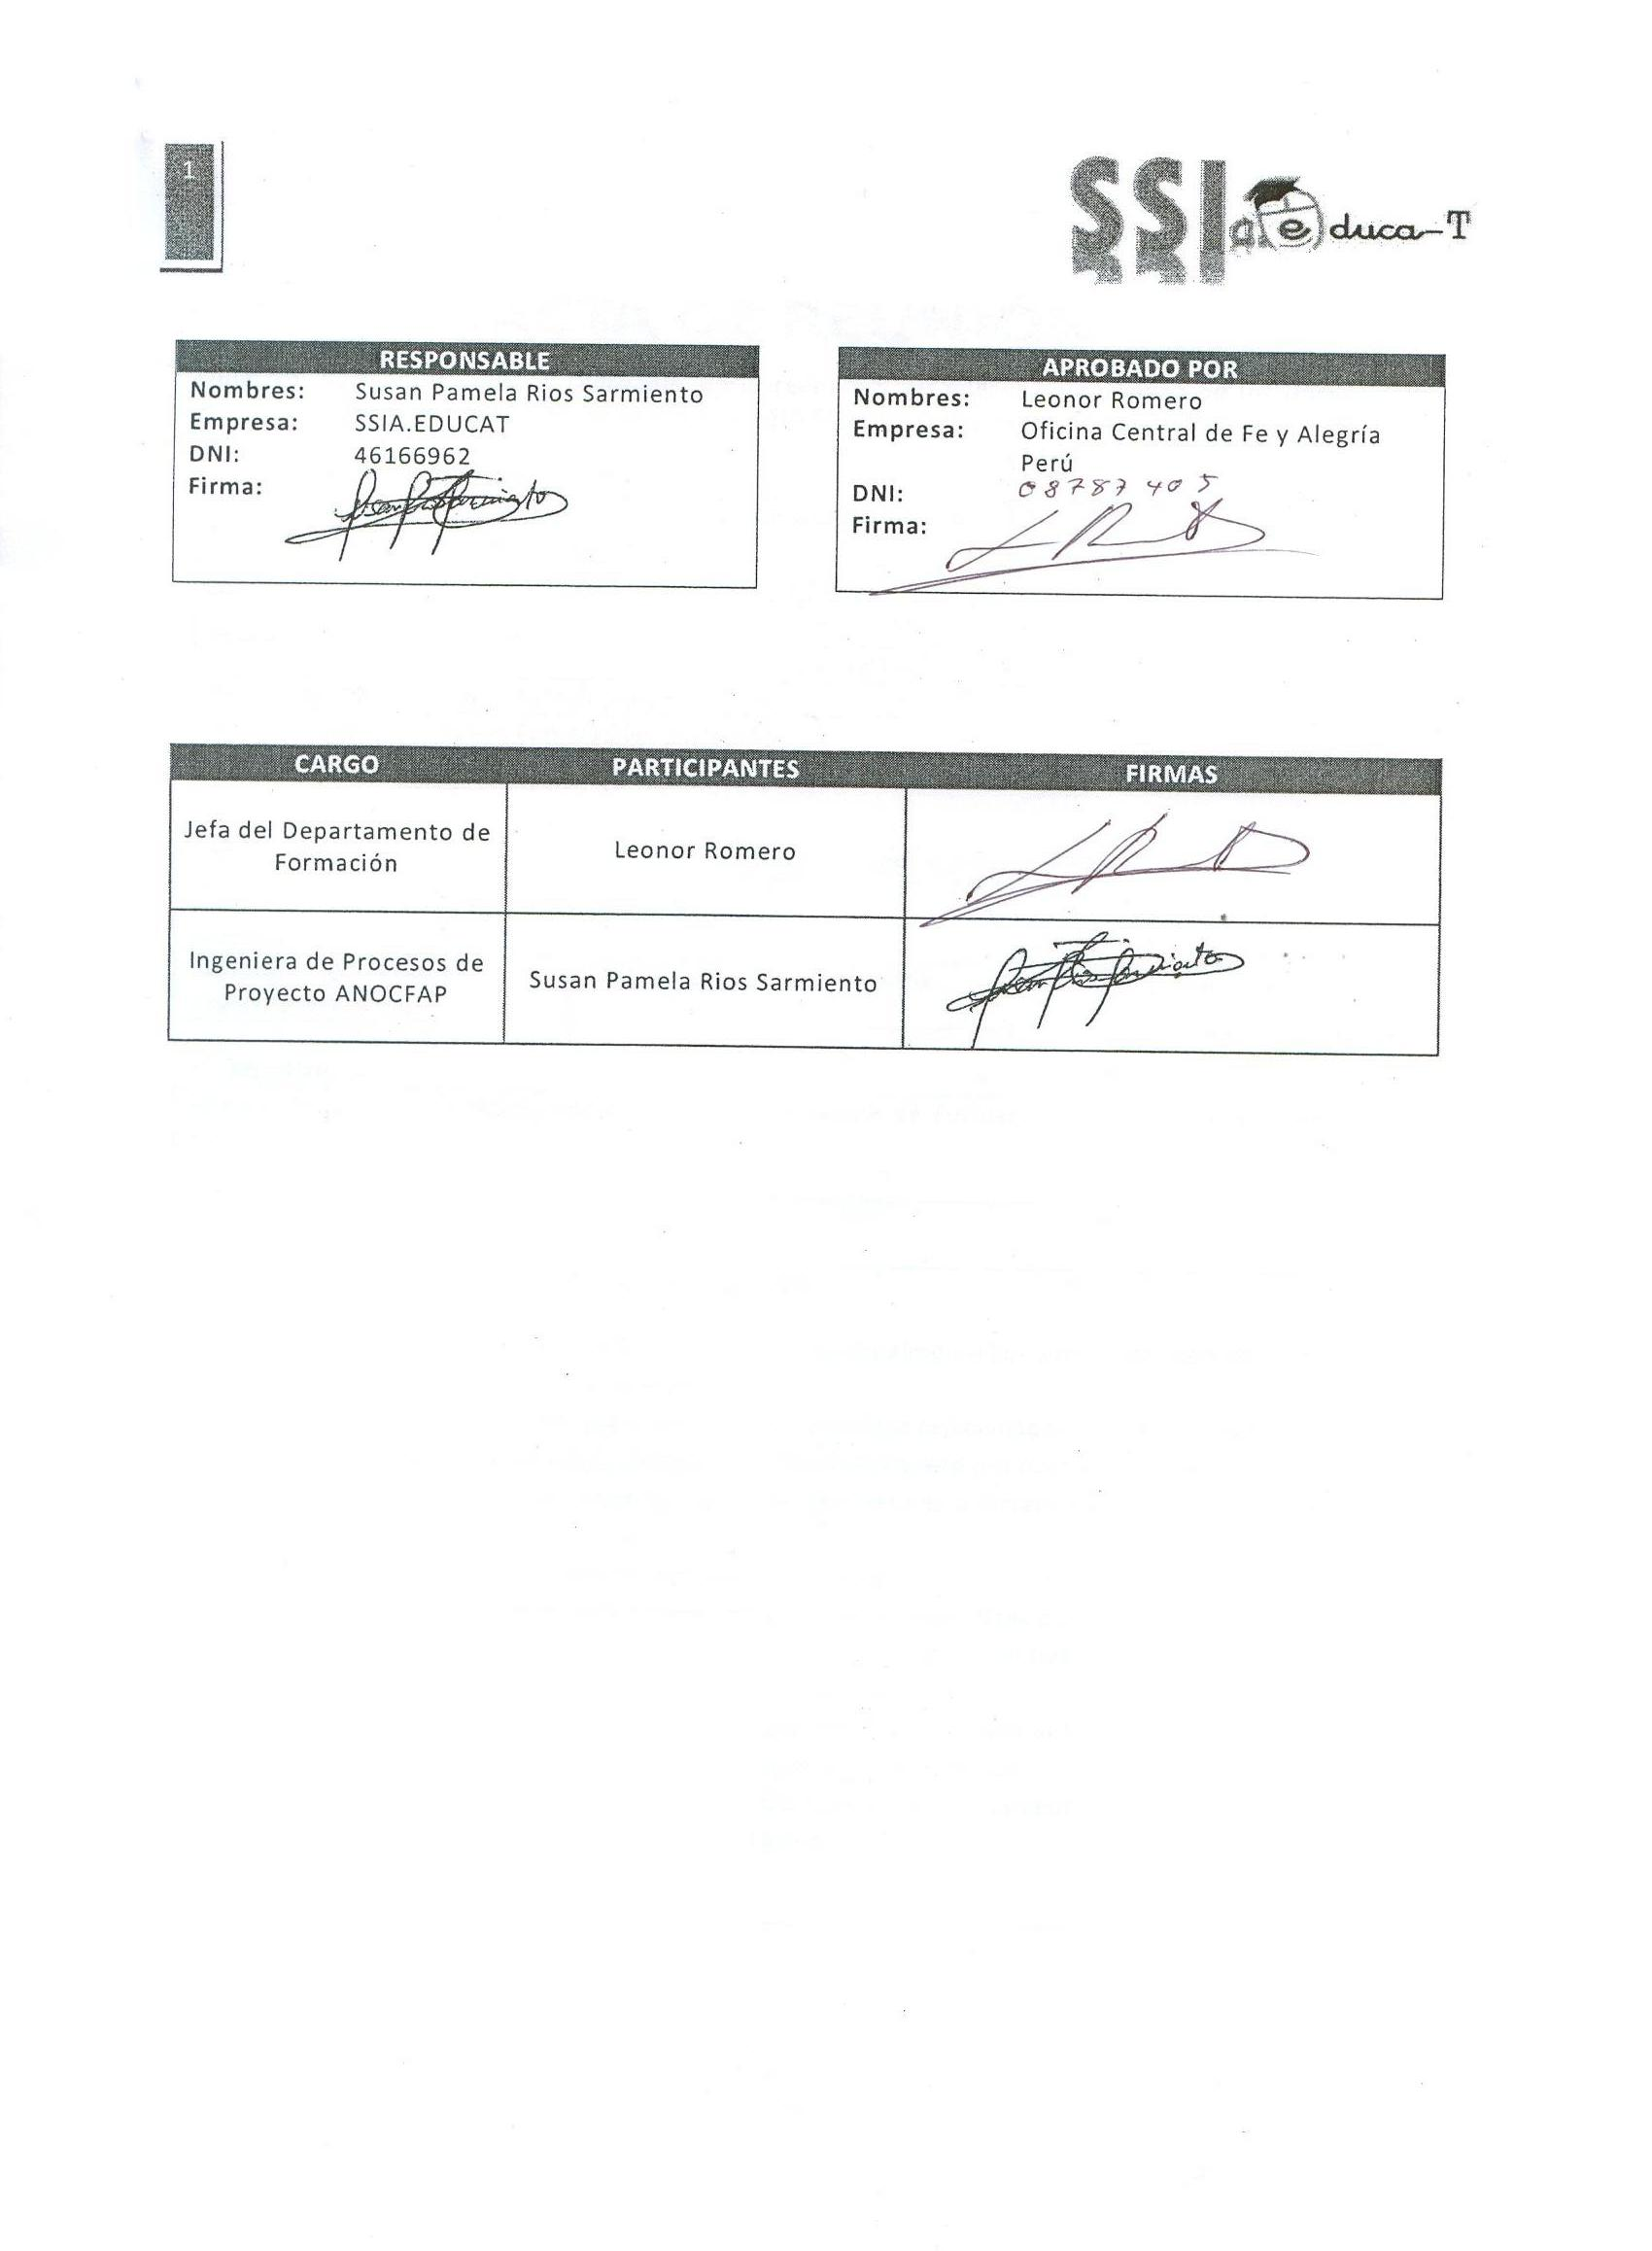 1
SSIa educa-T
RESPONSABLE
Nombres: Susan Pamela Rios Sarmiento
Empresa: SSIA.EDUCAT
DNI: 46166962
Firma:
APROBADO POR
Nombres: Leonor Romero
Empresa: Oficina Central de Fe y Alegría
Perú
DNI: 08787405
Firma:
CARGO PARTICIPANTES FIRMAS
Jefa del Departamento de
Formación
Leonor Romero
Ingeniera de Procesos de
Proyecto ANOCFAP
Susan Pamela Rios Sarmiento